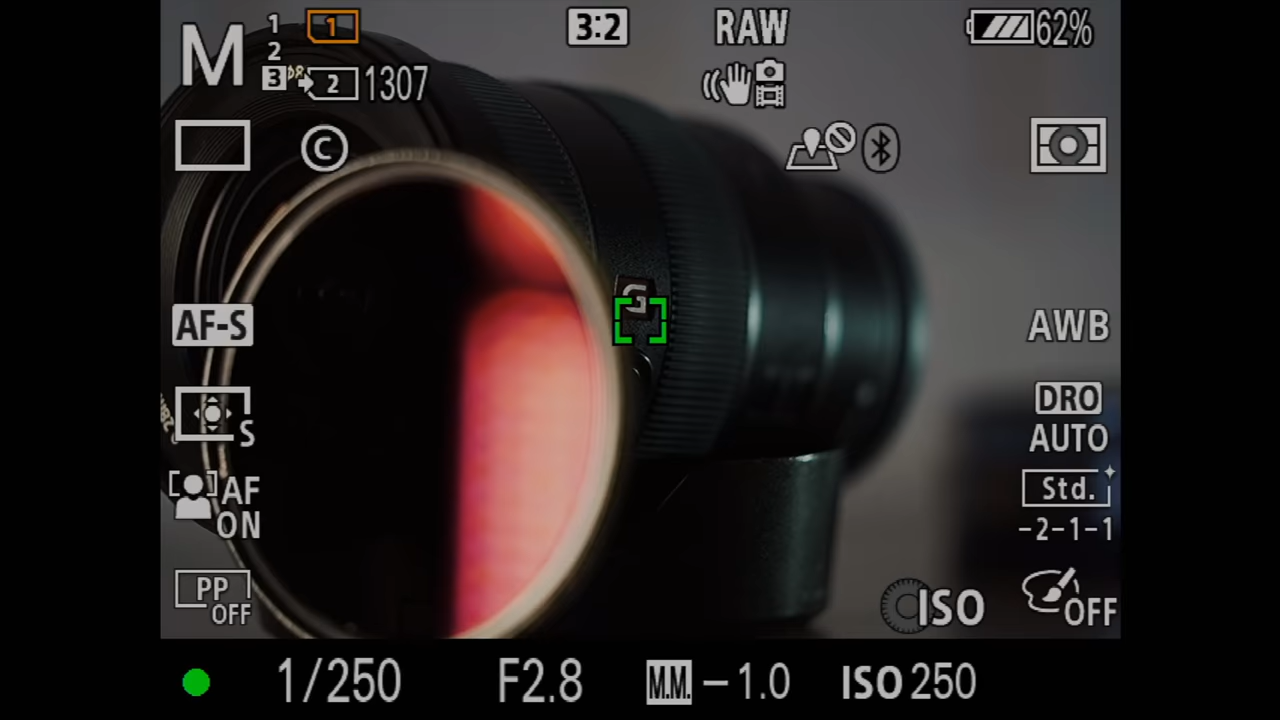 M 1 2 3 1 3:2 RAW 62%
2 1307
C
G
AF-S AWB
S DRO AUTO
AF ON Std.
-2-1-1
PP OFF ISO OFF
1/250 F2.8 M.M. -1.0 ISO 250